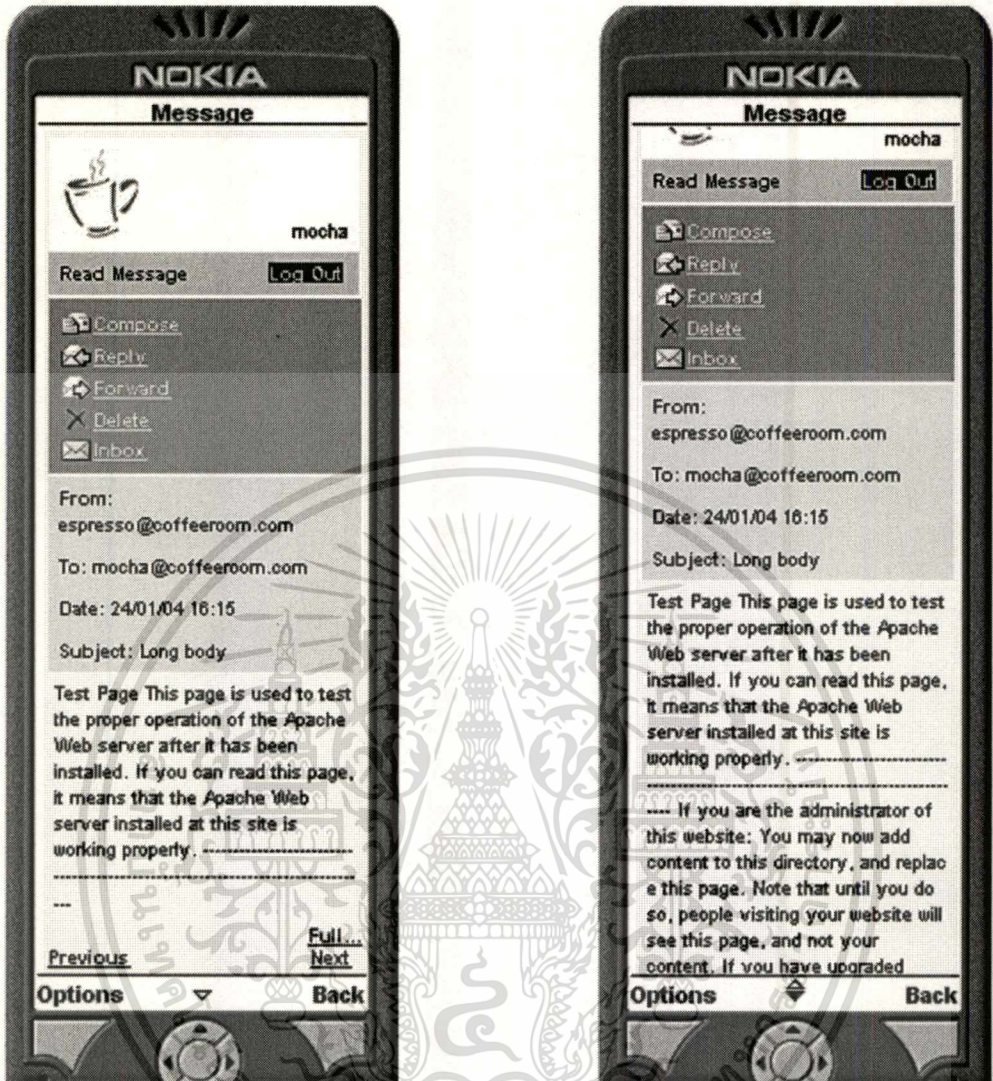 NOKIA
Message
mocha
Read Message Log Out
Compose
Reply
Forward
Delete
Inbox
From:
espresso@coffeeroom.com
To: mocha@coffeeroom.com
Date: 24/01/04 16:15
Subject: Long body
Test Page This page is used to test
the proper operation of the Apache
Web server after it has been
installed. If you can read this page,
it means that the Apache Web
server installed at this site is
working properly. -------------------------
--------------------------------------------------
---
Full...
Previous Next
Options Back
NOKIA
Message
mocha
Read Message Log Out
Compose
Reply
Forward
Delete
Inbox
From:
espresso@coffeeroom.com
To: mocha@coffeeroom.com
Date: 24/01/04 16:15
Subject: Long body
Test Page This page is used to test
the proper operation of the Apache
Web server after it has been
installed. If you can read this page,
it means that the Apache Web
server installed at this site is
working properly. -------------------------
--------------------------------------------------
---- If you are the administrator of
this website: You may now add
content to this directory, and replac
e this page. Note that until you do
so, people visiting your website will
see this page, and not your
content. If you have upgraded
Options Back